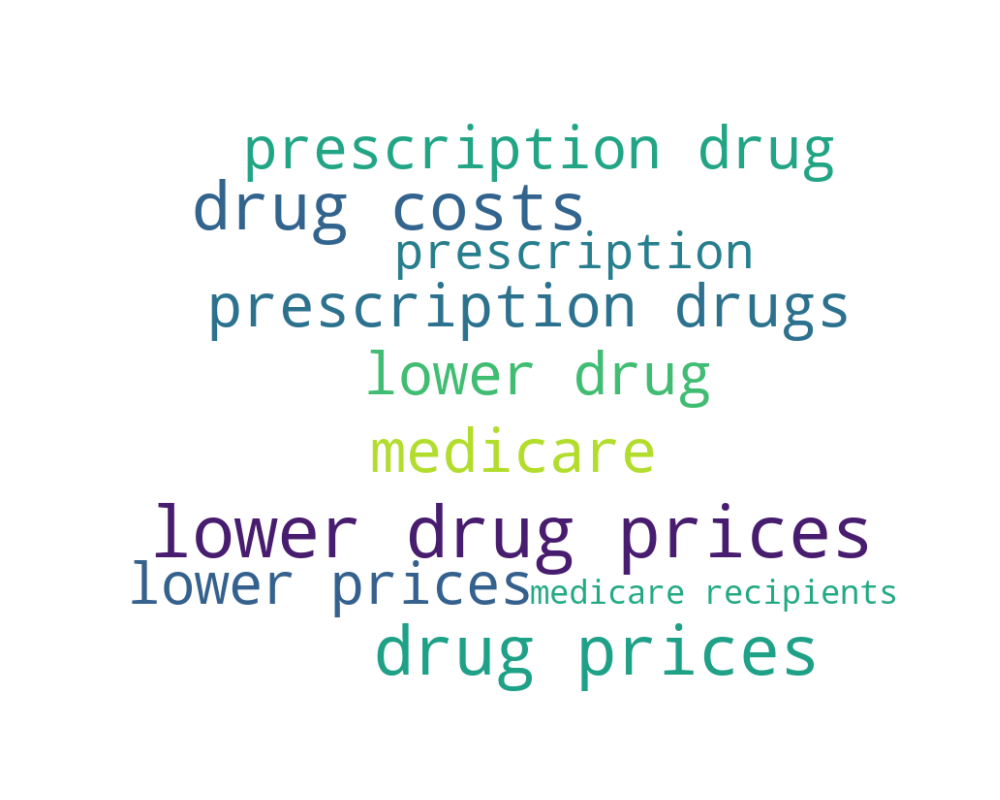 prescription drug
drug costs
prescription
prescription drugs
lower drug
medicare
lower drug prices
lower prices
medicare recipients
drug prices